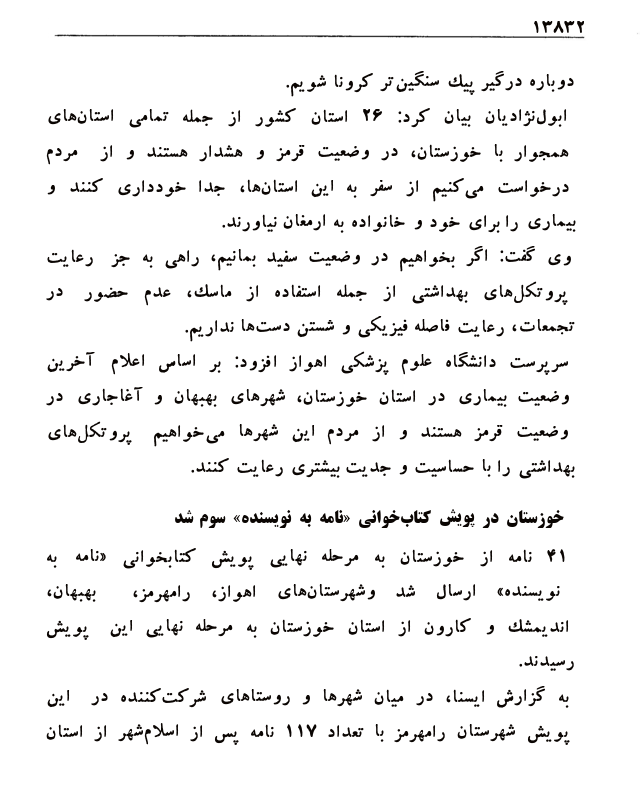 ۱۳۸۳۲
دوباره درگیر پیك سنگین‌تر کرونا شویم.
ابول‌نژادیان بیان کرد: ۲۶ استان کشور از جمله تمامی استان‌های
همجوار با خوزستان، در وضعیت قرمز و هشدار هستند و از مردم
درخواست می‌کنیم از سفر به این استان‌ها، جدا خودداری کنند و
بیماری را برای خود و خانواده به ارمغان نیاورند.
وی گفت: اگر بخواهیم در وضعیت سفید بمانیم، راهی به جز رعایت
پروتکل‌های بهداشتی از جمله استفاده از ماسك، عدم حضور در
تجمعات، رعایت فاصله فیزیکی و شستن دست‌ها نداریم.
سرپرست دانشگاه علوم پزشکی اهواز افزود: بر اساس اعلام آخرین
وضعیت بیماری در استان خوزستان، شهرهای بهبهان و آغاجاری در
وضعیت قرمز هستند و از مردم این شهرها می‌خواهیم پروتکل‌های
بهداشتی را با حساسیت و جدیت بیشتری رعایت کنند.
خوزستان در پویش کتاب‌خوانی «نامه به نویسنده» سوم شد
۴۱ نامه از خوزستان به مرحله نهایی پویش کتابخوانی «نامه به
نویسنده» ارسال شد وشهرستان‌های اهواز، رامهرمز، بهبهان،
اندیمشك و کارون از استان خوزستان به مرحله نهایی این پویش
رسیدند.
به گزارش ایسنا، در میان شهرها و روستاهای شرکت‌کننده در این
پویش شهرستان رامهرمز با تعداد ۱۱۷ نامه پس از اسلام‌شهر از استان